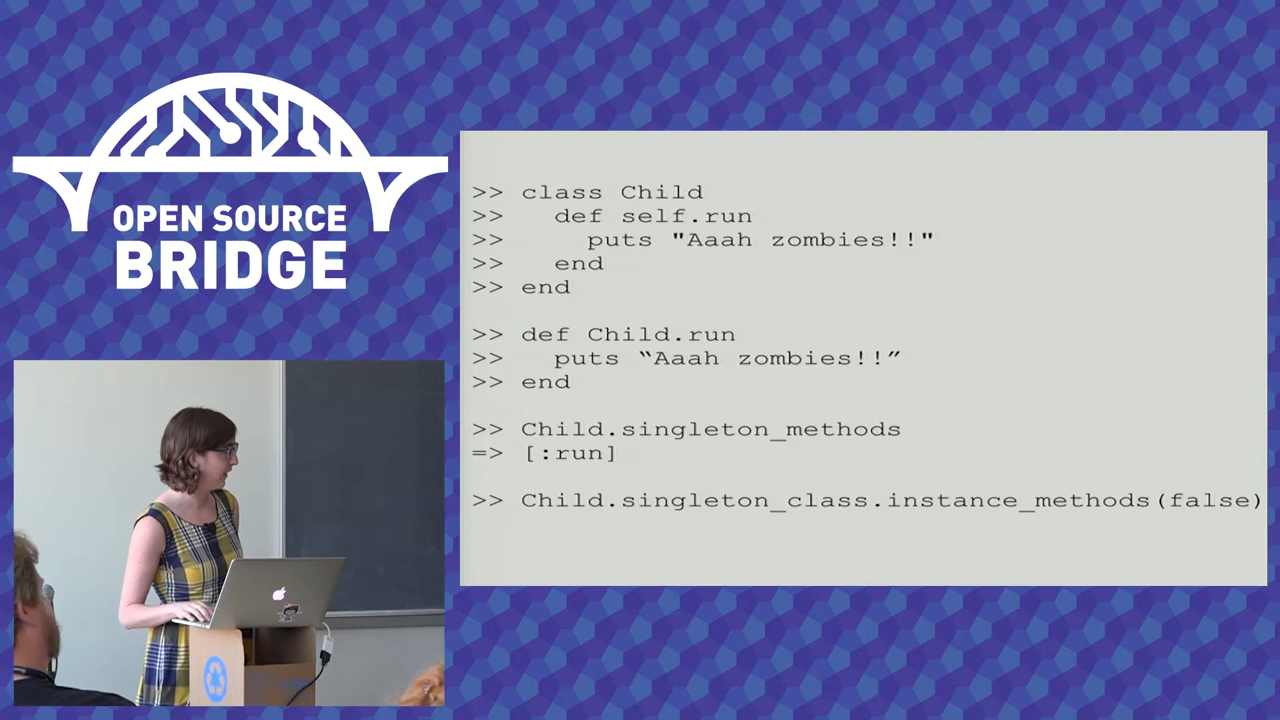 OPEN SOURCE
BRIDGE
>> class Child
>>   def self.run
>>     puts "Aaah zombies!!"
>>   end
>> end
>> def Child.run
>>   puts “Aaah zombies!!”
>> end
>> Child.singleton_methods
=> [:run]
>> Child.singleton_class.instance_methods(false)